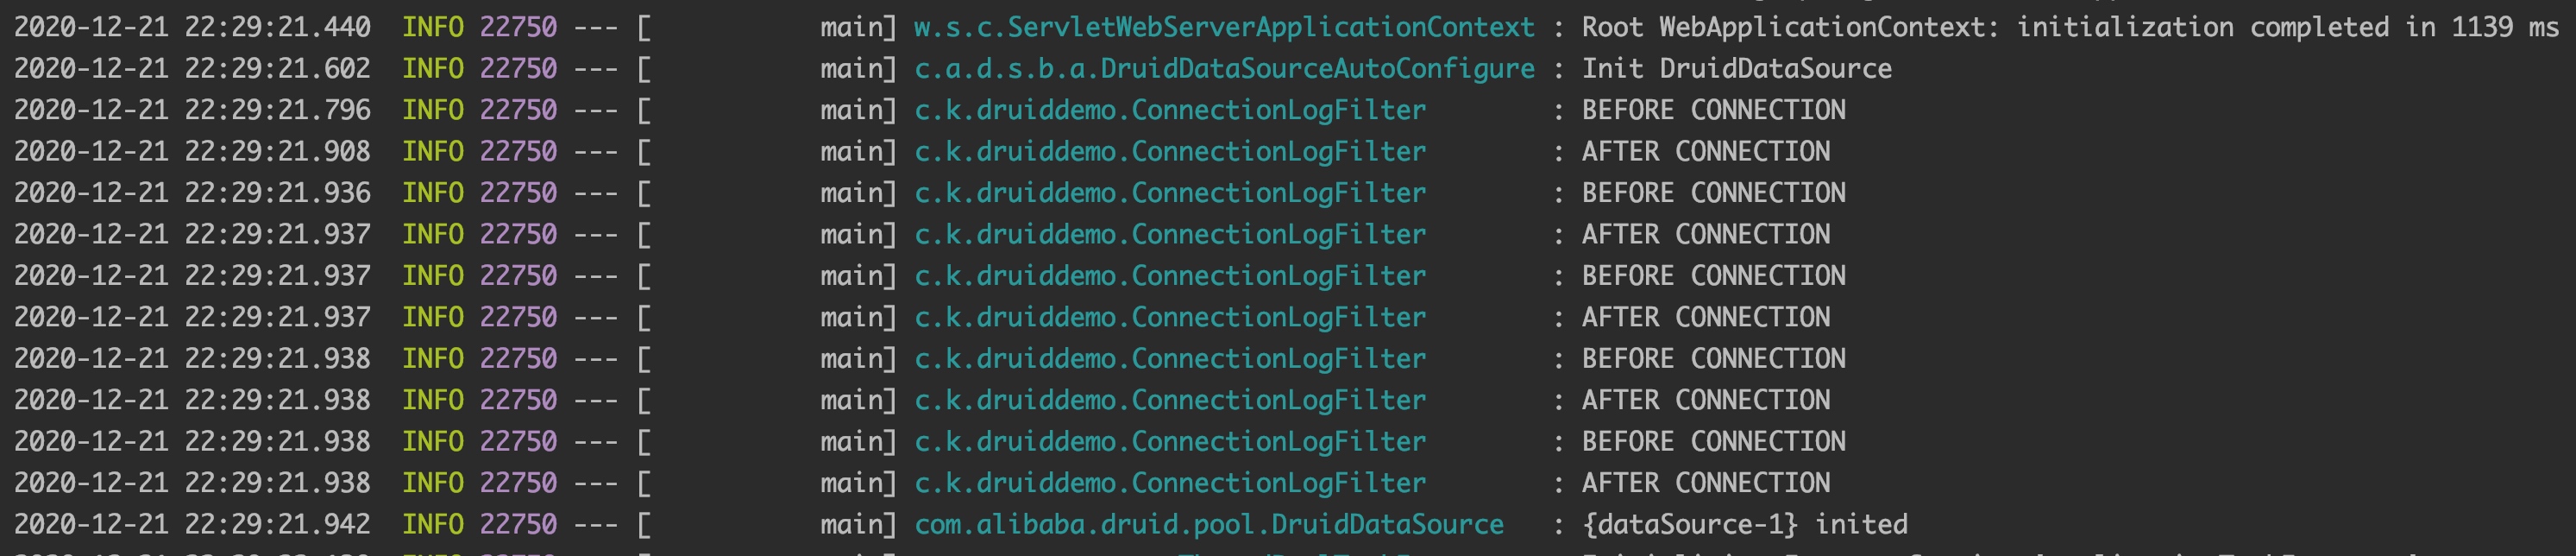 2020-12-21 22:29:21.440  INFO 22750 --- [           main] w.s.c.ServletWebServerApplicationContext : Root WebApplicationContext: initialization completed in 1139 ms
2020-12-21 22:29:21.602  INFO 22750 --- [           main] c.a.d.s.b.a.DruidDataSourceAutoConfigure : Init DruidDataSource
2020-12-21 22:29:21.796  INFO 22750 --- [           main] c.k.druiddemo.ConnectionLogFilter        : BEFORE CONNECTION
2020-12-21 22:29:21.908  INFO 22750 --- [           main] c.k.druiddemo.ConnectionLogFilter        : AFTER CONNECTION
2020-12-21 22:29:21.936  INFO 22750 --- [           main] c.k.druiddemo.ConnectionLogFilter        : BEFORE CONNECTION
2020-12-21 22:29:21.937  INFO 22750 --- [           main] c.k.druiddemo.ConnectionLogFilter        : AFTER CONNECTION
2020-12-21 22:29:21.937  INFO 22750 --- [           main] c.k.druiddemo.ConnectionLogFilter        : BEFORE CONNECTION
2020-12-21 22:29:21.937  INFO 22750 --- [           main] c.k.druiddemo.ConnectionLogFilter        : AFTER CONNECTION
2020-12-21 22:29:21.938  INFO 22750 --- [           main] c.k.druiddemo.ConnectionLogFilter        : BEFORE CONNECTION
2020-12-21 22:29:21.938  INFO 22750 --- [           main] c.k.druiddemo.ConnectionLogFilter        : AFTER CONNECTION
2020-12-21 22:29:21.938  INFO 22750 --- [           main] c.k.druiddemo.ConnectionLogFilter        : BEFORE CONNECTION
2020-12-21 22:29:21.938  INFO 22750 --- [           main] c.k.druiddemo.ConnectionLogFilter        : AFTER CONNECTION
2020-12-21 22:29:21.942  INFO 22750 --- [           main] com.alibaba.druid.pool.DruidDataSource   : {dataSource-1} inited